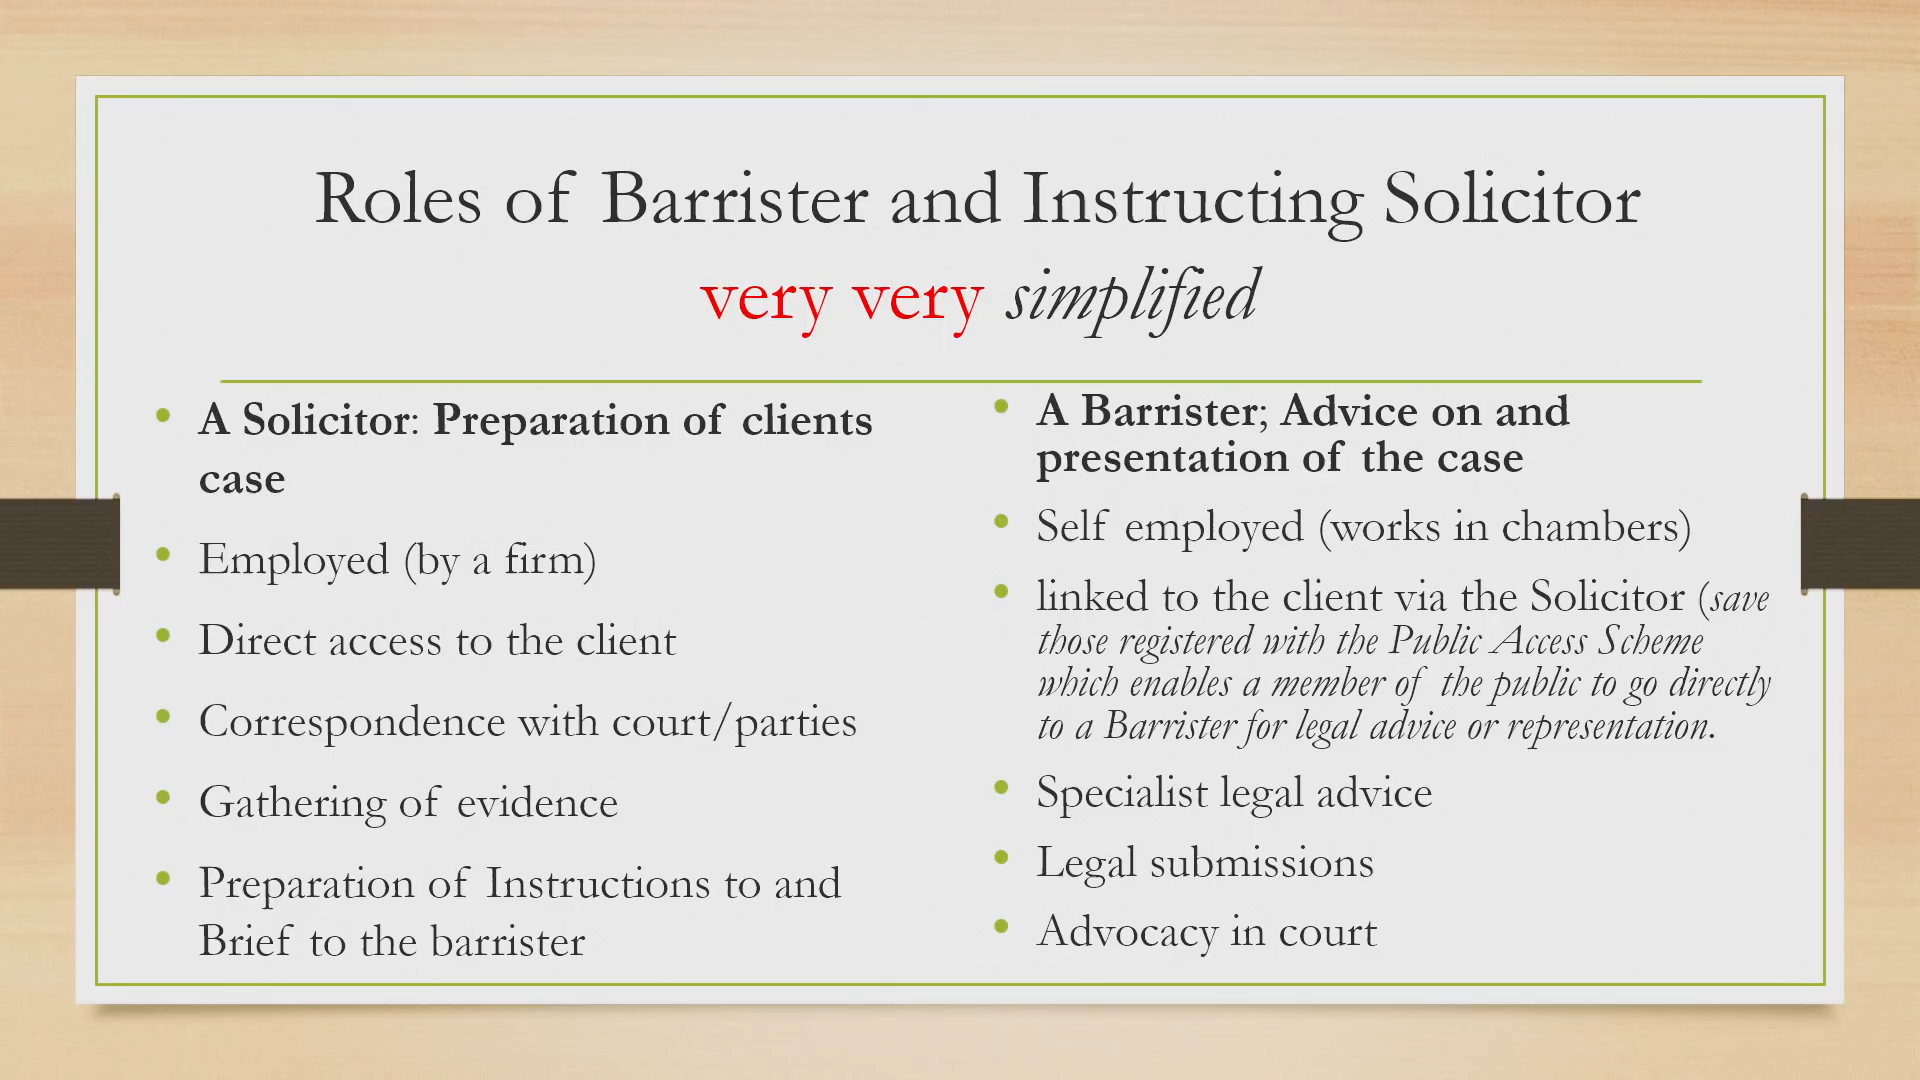 Roles of Barrister and Instructing Solicitor
very very simplified
A Solicitor: Preparation of clients
case
Employed (by a firm)
Direct access to the client
Correspondence with court/parties
Gathering of evidence
Preparation of Instructions to and
Brief to the barrister
A Barrister; Advice on and
presentation of the case
Self employed (works in chambers)
linked to the client via the Solicitor (save
those registered with the Public Access Scheme
which enables a member of the public to go directly
to a Barrister for legal advice or representation.
Specialist legal advice
Legal submissions
Advocacy in court